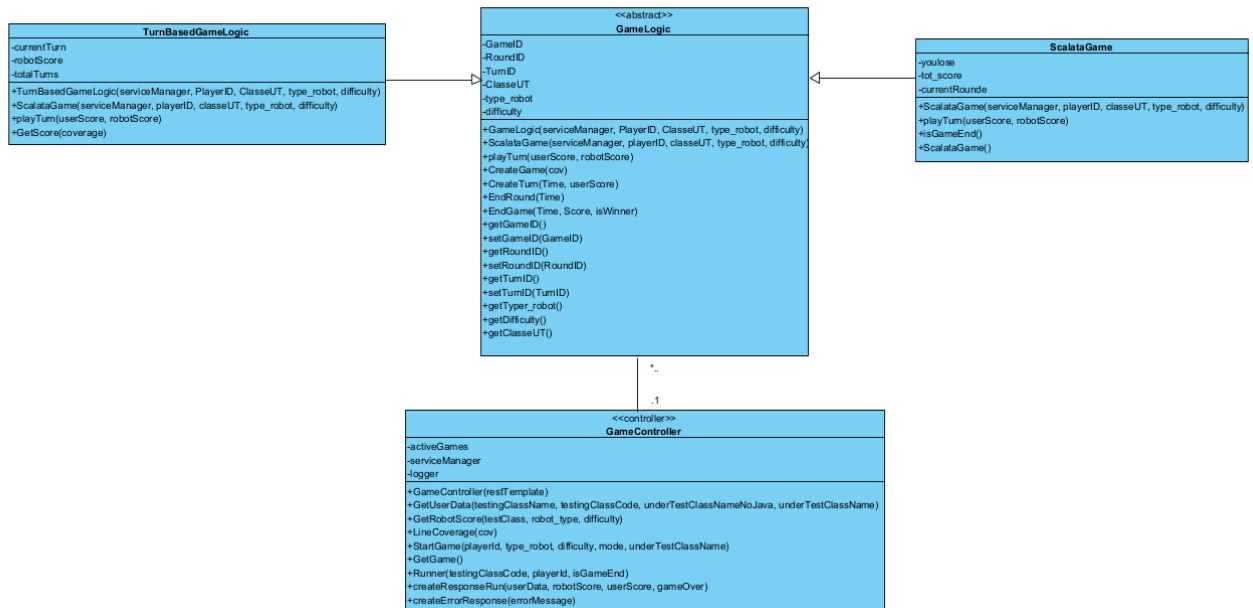 TurnBasedGameLogic
-currentTurn
-robotScore
-totalTurns
+TurnBasedGameLogic(serviceManager, PlayerID, ClasseUT, type_robot, difficulty)
+ScalataGame(serviceManager, playerID, classeUT, type_robot, difficulty)
+playTurn(userScore, robotScore)
+GetScore(coverage)
<<abstract>>
GameLogic
-GameID
-RoundID
-TurnID
-ClasseUT
-type_robot
-difficulty
+GameLogic(serviceManager, PlayerID, ClasseUT, type_robot, difficulty)
+ScalataGame(serviceManager, playerID, classeUT, type_robot, difficulty)
+playTurn(userScore, robotScore)
+CreateGame(cov)
+CreateTurn(Time, userScore)
+EndRound(Time)
+EndGame(Time, Score, isWinner)
+getGameID()
+setGameID(GameID)
+getRoundID()
+setRoundID(RoundID)
+getTurnID()
+setTurnID(TurnID)
+getTyper_robot()
+getDifficulty()
+getClasseUT()
ScalataGame
-youlose
-tot_score
-currentRounde
+ScalataGame(serviceManager, playerID, classeUT, type_robot, difficulty)
+playTurn(userScore, robotScore)
+isGameEnd()
+ScalataGame()
*..
.1
<<controller>>
GameController
-activeGames
-serviceManager
-logger
+GameController(restTemplate)
+GetUserData(testingClassName, testingClassCode, underTestClassNameNoJava, underTestClassName)
+GetRobotScore(testClass, robot_type, difficulty)
+LineCoverage(cov)
+StartGame(playerId, type_robot, difficulty, mode, underTestClassName)
+GetGame()
+Runner(testingClassCode, playerId, isGameEnd)
+createResponseRun(userData, robotScore, userScore, gameOver)
+createErrorResponse(errorMessage)